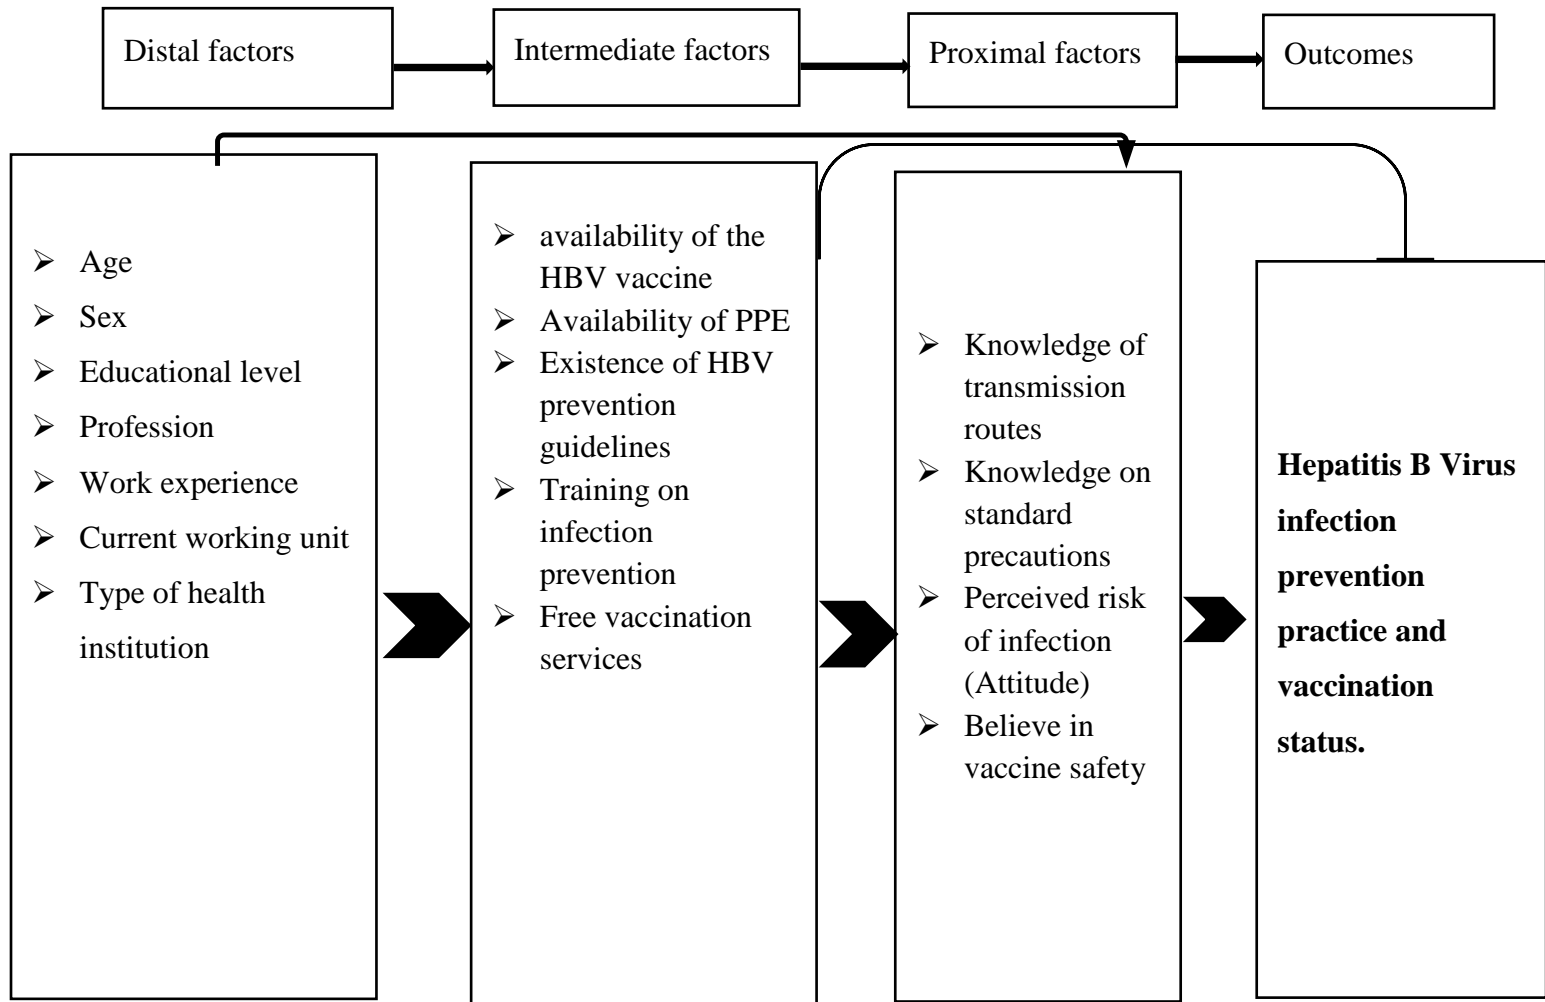 Distal factors
Intermediate factors
Proximal factors
Outcomes
➢ Age
➢ Sex
➢ Educational level
➢ Profession
➢ Work experience
➢ Current working unit
➢ Type of health
institution
➢ availability of the
HBV vaccine
➢ Availability of PPE
➢ Existence of HBV
prevention
guidelines
➢ Training on
infection
prevention
➢ Free vaccination
services
➢ Knowledge of
transmission
routes
➢ Knowledge on
standard
precautions
➢ Perceived risk
of infection
(Attitude)
➢ Believe in
vaccine safety
Hepatitis B Virus
infection
prevention
practice and
vaccination
status.